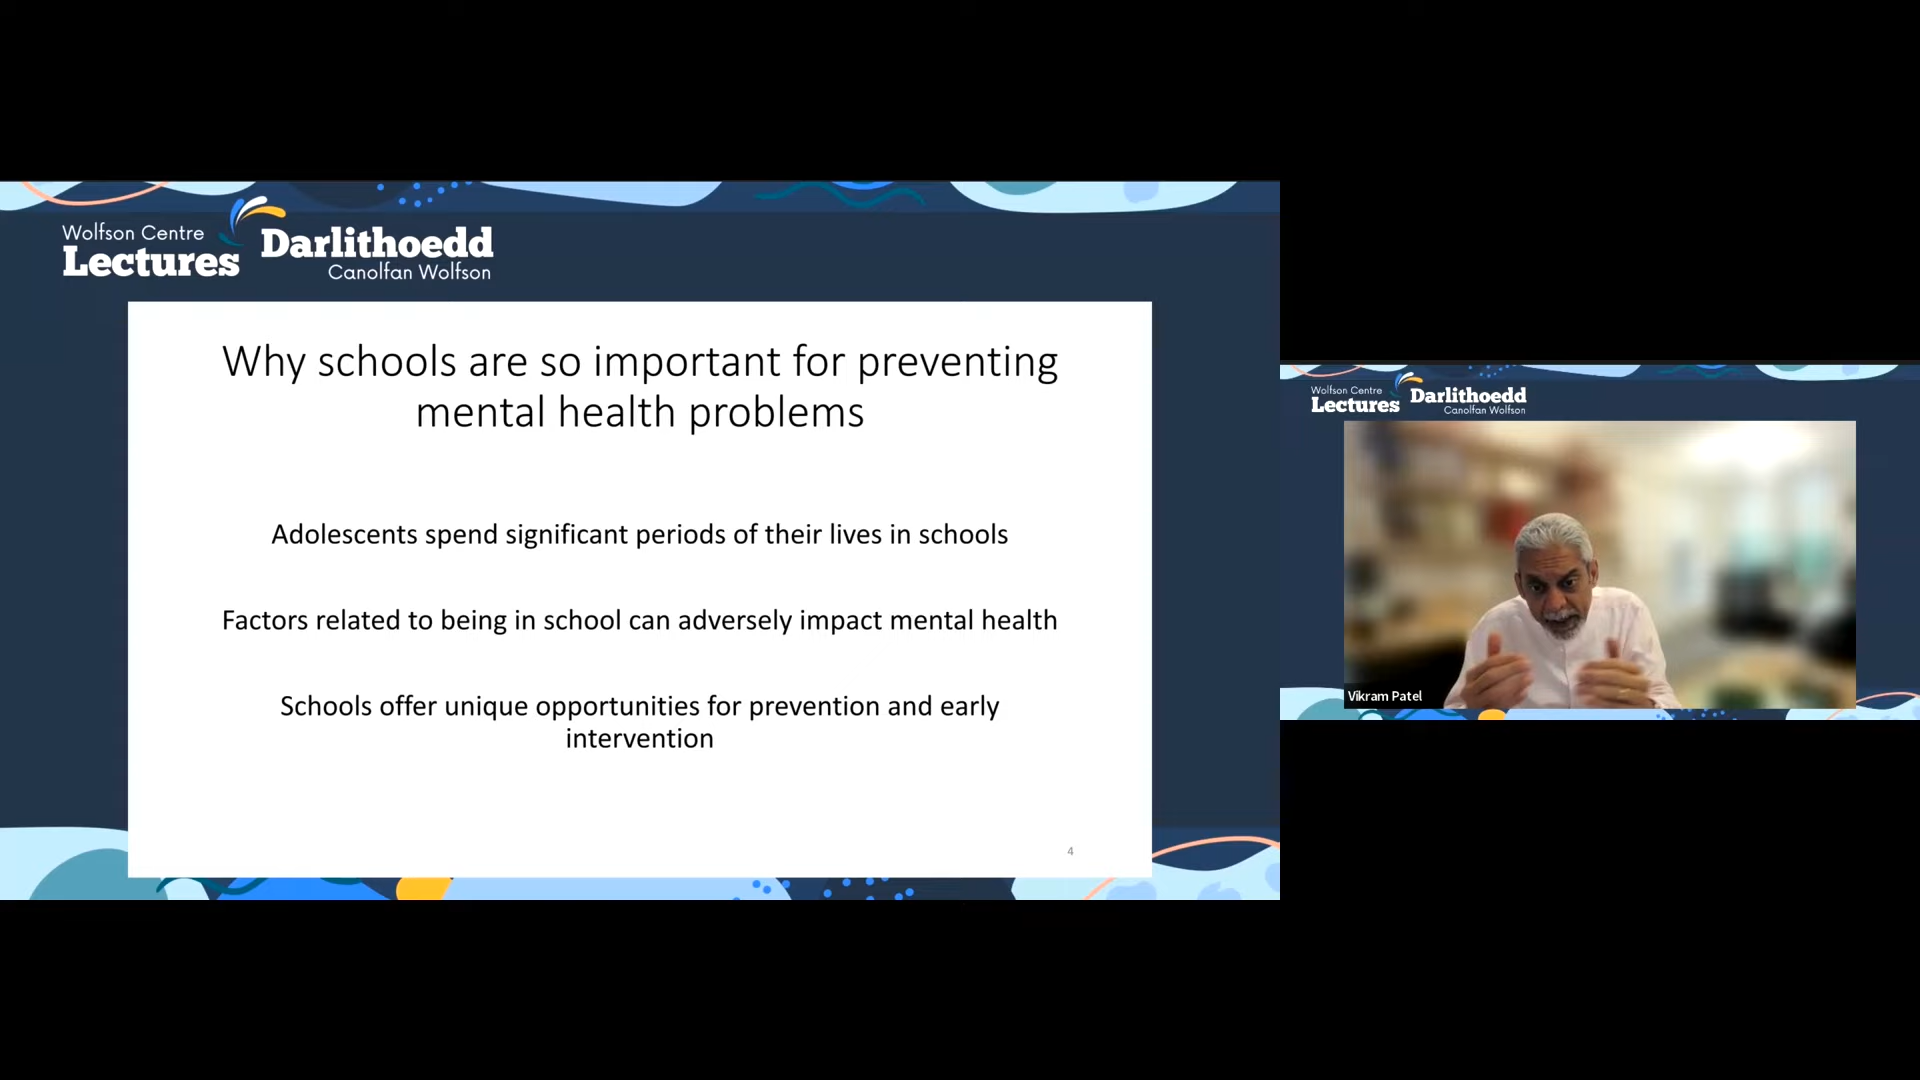 Wolfson Centre
Lectures
Darlithoedd
Canolfan Wolfson
Why schools are so important for preventing
mental health problems
Adolescents spend significant periods of their lives in schools
Factors related to being in school can adversely impact mental health
Schools offer unique opportunities for prevention and early
intervention
4
Wolfson Centre
Lectures
Darlithoedd
Canolfan Wolfson
Vikram Patel